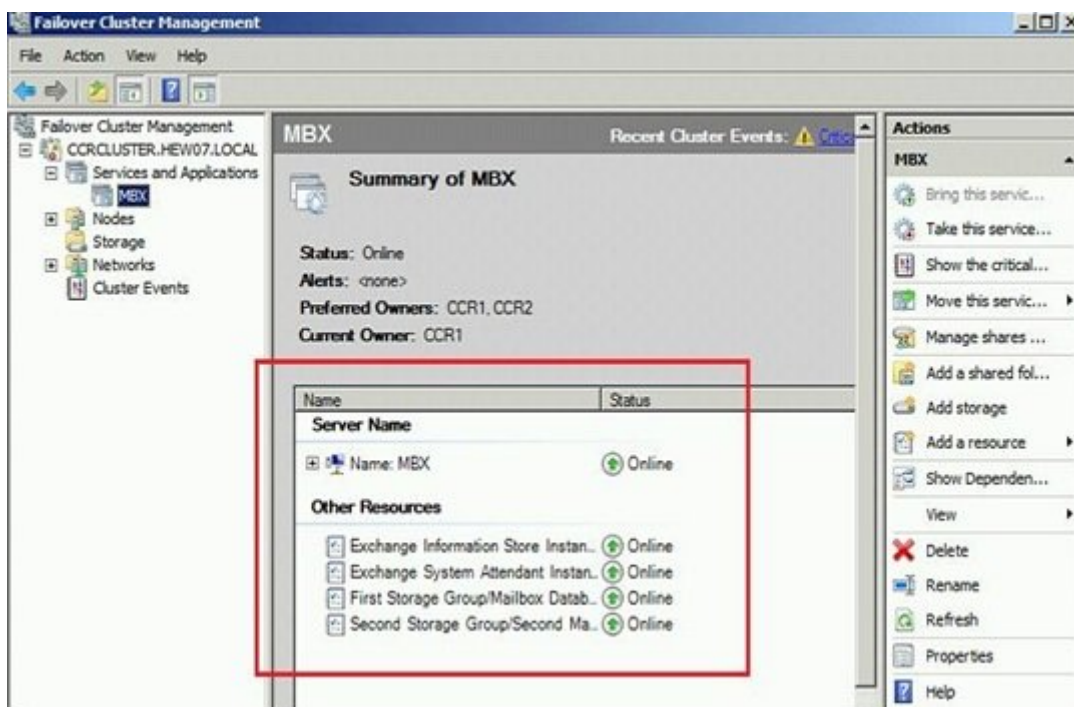 Failover Cluster Management
File Action View Help
Failover Cluster Management
CCRCLUSTER.HEW07.LOCAL
Services and Applications
MBX
Nodes
Storage
Networks
Cluster Events
MBX Recent Cluster Events:
Summary of MBX
Status: Online
Alerts: <none>
Preferred Owners: CCR1, CCR2
Current Owner: CCR1
Name Status
Server Name
Name: MBX Online
Other Resources
Exchange Information Store Instan... Online
Exchange System Attendant Instan... Online
First Storage Group/Mailbox Datab... Online
Second Storage Group/Second Ma... Online
Actions
MBX
Bring this servic...
Take this service...
Show the critical...
Move this servic...
Manage shares ...
Add a shared fol...
Add storage
Add a resource
Show Dependen...
View
Delete
Rename
Refresh
Properties
Help